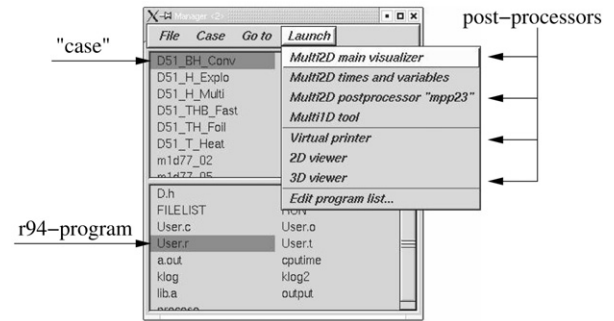 post-processors
Manager <2>
File Case Go to Launch
"case"
D51_BH_Conv
D51_H_Explo
D51_H_Multi
D51_THB_Fast
D51_TH_Foil
D51_T_Heat
m1d77_02
m1d77_05
Multi2D main visualizer
Multi2D times and variables
Multi2D postprocessor "mpp23"
Multi1D tool
Virtual printer
2D viewer
3D viewer
Edit program list...
r94-program
D.h
FILELIST RUN
User.c User.o
User.r User.t
a.out cputime
klog klog2
lib.a output